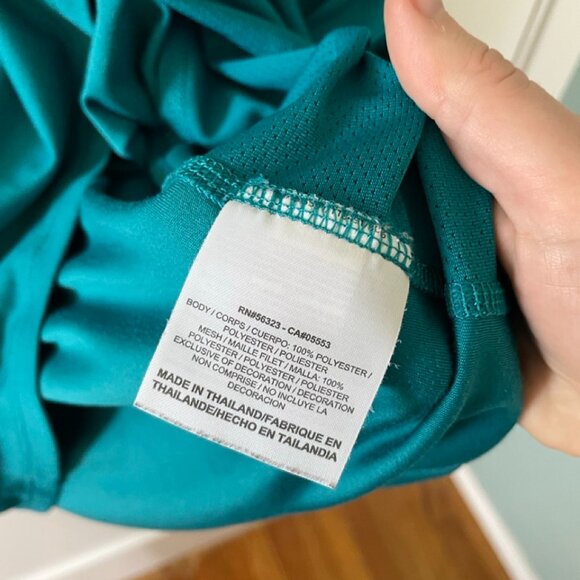 RN#56323 - CA#05553
BODY / CORPS / CUERPO: 100% POLYESTER/
POLYESTER / POLIESTER
MESH / MAILLE FILET / MALLA: 100%
POLYESTER / POLYESTER / POLIESTER
EXCLUSIVE OF DECORATION / DECORATION
NON COMPRISE / NO INCLUYE LA
DECORACION
MADE IN THAILAND/FABRIQUE EN
THAILANDE/HECHO EN TAILANDIA